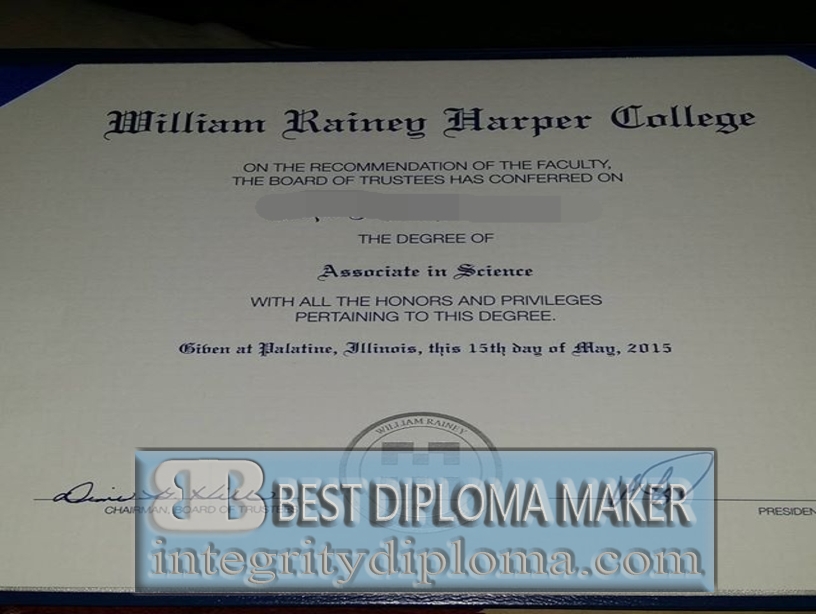 William Rainey Harper College
ON THE RECOMMENDATION OF THE FACULTY,
THE BOARD OF TRUSTEES HAS CONFERRED ON
THE DEGREE OF
Associate in Science
WITH ALL THE HONORS AND PRIVILEGES
PERTAINING TO THIS DEGREE.
Given at Palatine, Illinois, this 15th day of May, 2015
WILLIAM RAINEY
CHAIRMAN, BOARD OF TRUSTEES
PRESIDEN
BB BEST DIPLOMA MAKER
integritydiploma.com